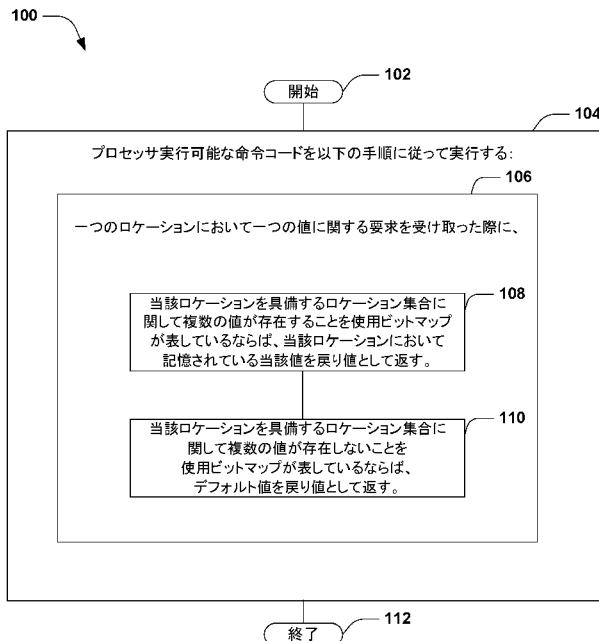 100
102
開始
104
プロセッサ実行可能な命令コードを以下の手順に従って実行する:
106
一つのロケーションにおいて一つの値に関する要求を受け取った際に、
108
当該ロケーションを具備するロケーション集合に
関して複数の値が存在することを使用ビットマップ
が表しているならば、当該ロケーションにおいて
記憶されている当該値を戻り値として返す。
110
当該ロケーションを具備するロケーション集合に
関して複数の値が存在しないことを
使用ビットマップが表しているならば、
デフォルト値を戻り値として返す。
112
終了